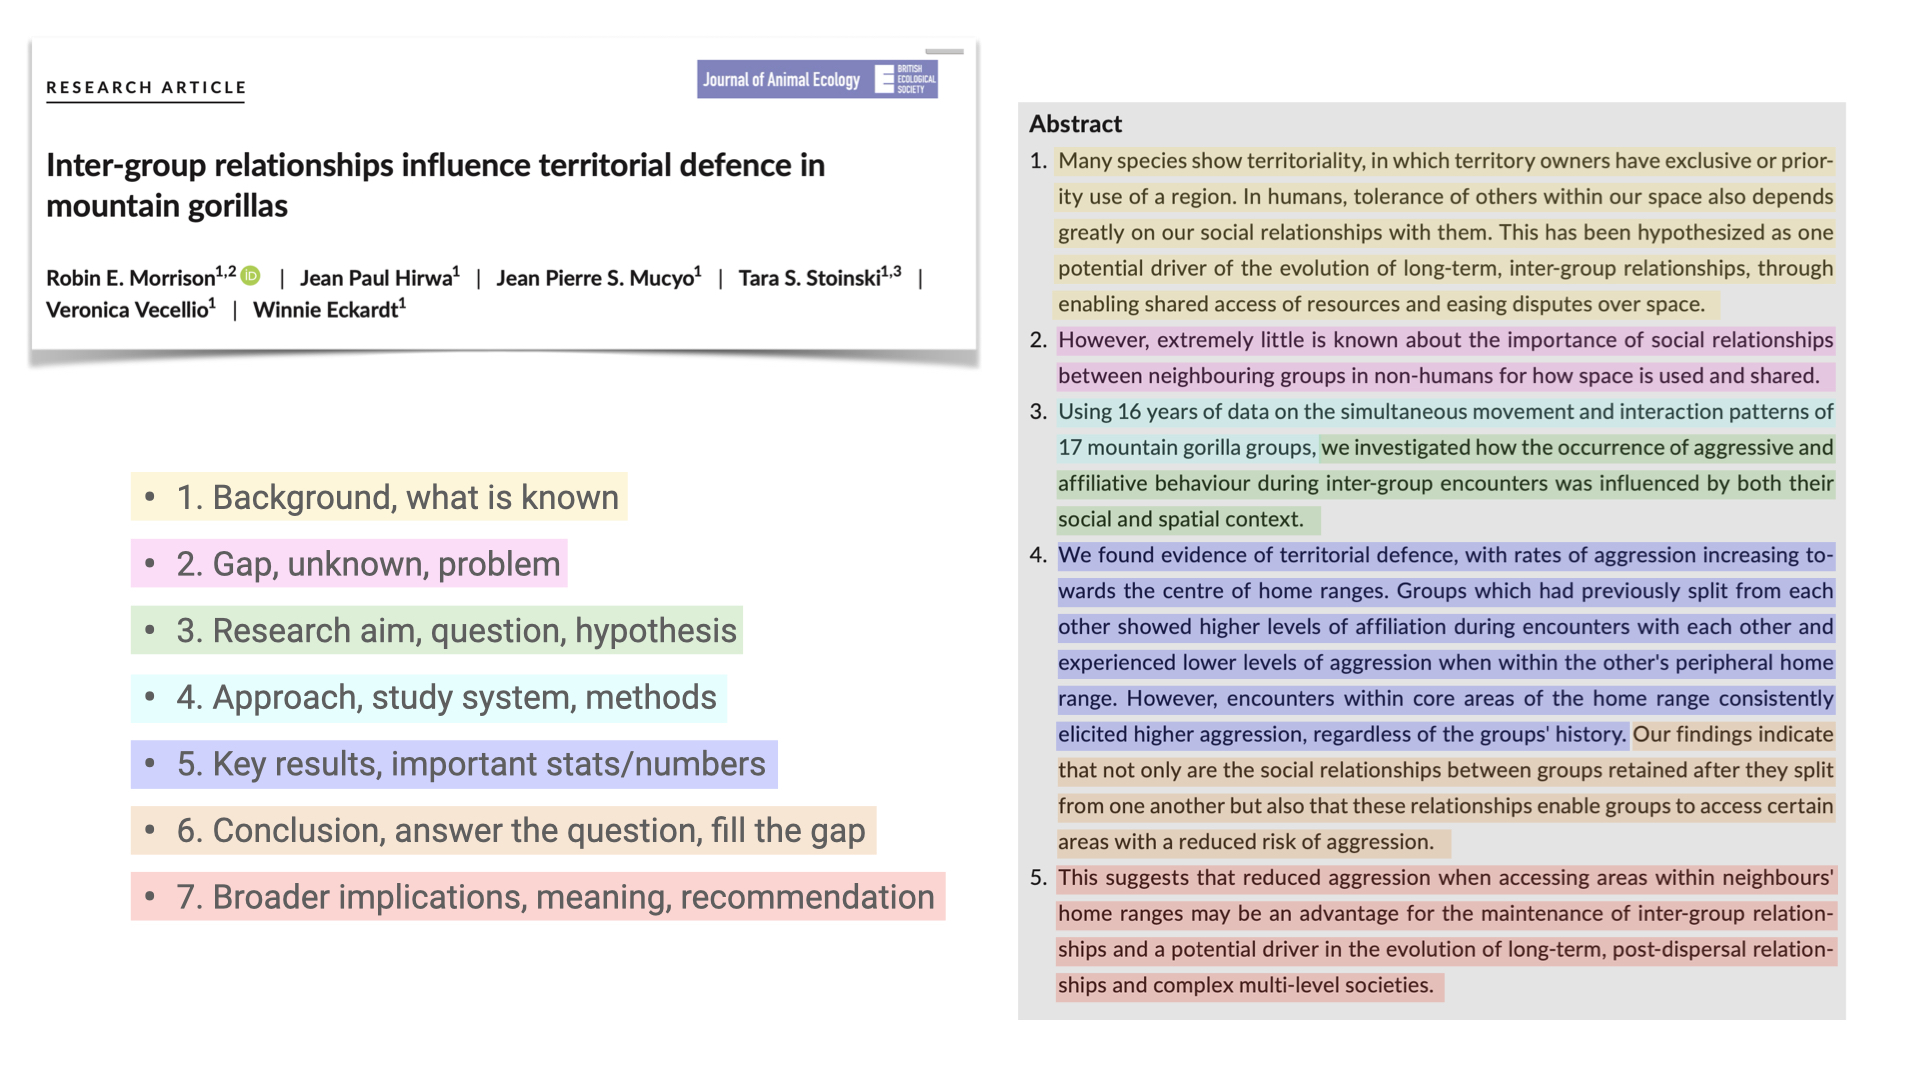 RESEARCH ARTICLE
Journal of Animal Ecology
BRITISH
ECOLOGICAL
SOCIETY
Inter-group relationships influence territorial defence in
mountain gorillas
Robin E. Morrison1,2 iD | Jean Paul Hirwa1 | Jean Pierre S. Mucyo1 | Tara S. Stoinski1,3 |
Veronica Vecellio1 | Winnie Eckardt1
• 1. Background, what is known
• 2. Gap, unknown, problem
• 3. Research aim, question, hypothesis
• 4. Approach, study system, methods
• 5. Key results, important stats/numbers
• 6. Conclusion, answer the question, fill the gap
• 7. Broader implications, meaning, recommendation
Abstract
1. Many species show territoriality, in which territory owners have exclusive or prior-
ity use of a region. In humans, tolerance of others within our space also depends
greatly on our social relationships with them. This has been hypothesized as one
potential driver of the evolution of long-term, inter-group relationships, through
enabling shared access of resources and easing disputes over space.
2. However, extremely little is known about the importance of social relationships
between neighbouring groups in non-humans for how space is used and shared.
3. Using 16 years of data on the simultaneous movement and interaction patterns of
17 mountain gorilla groups, we investigated how the occurrence of aggressive and
affiliative behaviour during inter-group encounters was influenced by both their
social and spatial context.
4. We found evidence of territorial defence, with rates of aggression increasing to-
wards the centre of home ranges. Groups which had previously split from each
other showed higher levels of affiliation during encounters with each other and
experienced lower levels of aggression when within the other's peripheral home
range. However, encounters within core areas of the home range consistently
elicited higher aggression, regardless of the groups' history. Our findings indicate
that not only are the social relationships between groups retained after they split
from one another but also that these relationships enable groups to access certain
areas with a reduced risk of aggression.
5. This suggests that reduced aggression when accessing areas within neighbours'
home ranges may be an advantage for the maintenance of inter-group relation-
ships and a potential driver in the evolution of long-term, post-dispersal relation-
ships and complex multi-level societies.